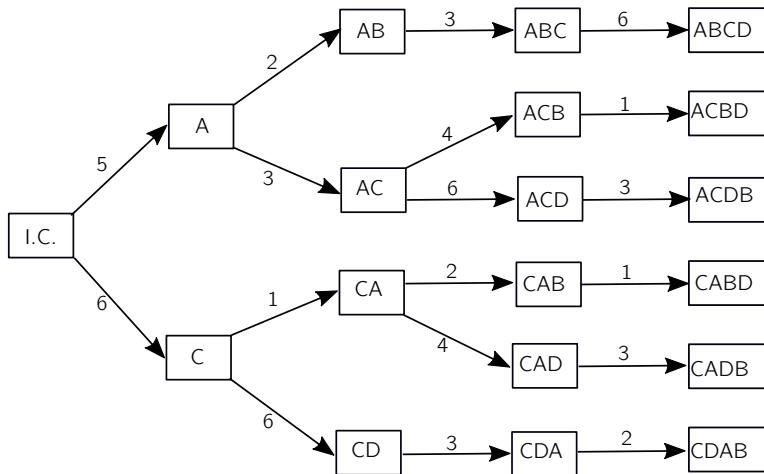 AB 3 ABC 6 ABCD
2
A
ACB 1 ACBD
4
5
3 AC 6 ACD 3 ACDB
I.C.
CA 2 CAB 1 CABD
6 1
4
C
CAD 3 CADB
6
CD 3 CDA 2 CDAB